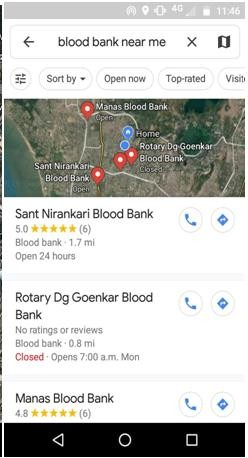 4G 11:46
blood bank near me
Sort by
Open now
Top-rated
Visite
Manas Blood Bank
Open
Home
Rotary Dg-Goenkar
Blood Bank
Closed
Sant Nirankari
Blood Bank
Open
Sant Nirankari Blood Bank
5.0 (6)
Blood bank · 1.7 mi
Open 24 hours
Rotary Dg Goenkar Blood
Bank
No ratings or reviews
Blood bank · 0.8 mi
Closed · Opens 7:00 a.m. Mon
Manas Blood Bank
4.8 (6)